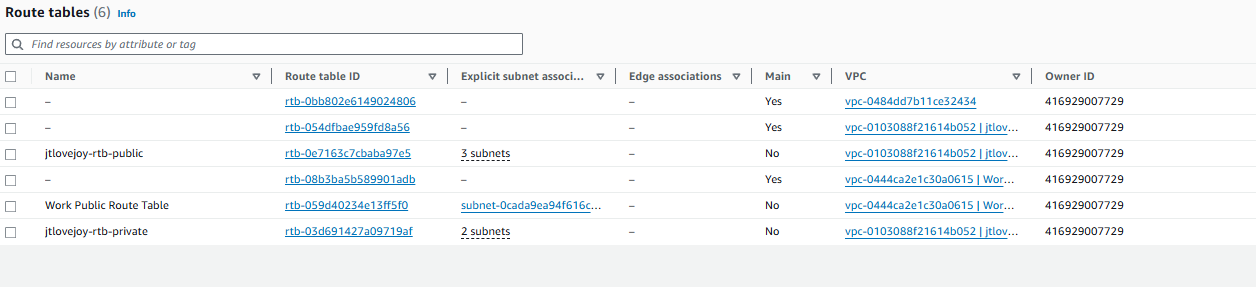 Route tables (6) Info
Find resources by attribute or tag
Name Route table ID Explicit subnet associ... Edge associations Main VPC Owner ID
– rtb-0bb802e6149024806 – – Yes vpc-0484dd7b11ce32434 416929007729
– rtb-054dfbae959fd8a56 – – Yes vpc-0103088f21614b052 | jtlov... 416929007729
jtlovejoy-rtb-public rtb-0e7163c7cbaba97e5 3 subnets – No vpc-0103088f21614b052 | jtlov... 416929007729
– rtb-08b3ba5b589901adb – – Yes vpc-0444ca2e1c30a0615 | Wor... 416929007729
Work Public Route Table rtb-059d40234e13ff5f0 subnet-0cada9ea94f616c... – No vpc-0444ca2e1c30a0615 | Wor... 416929007729
jtlovejoy-rtb-private rtb-03d691427a09719af 2 subnets – No vpc-0103088f21614b052 | jtlov... 416929007729